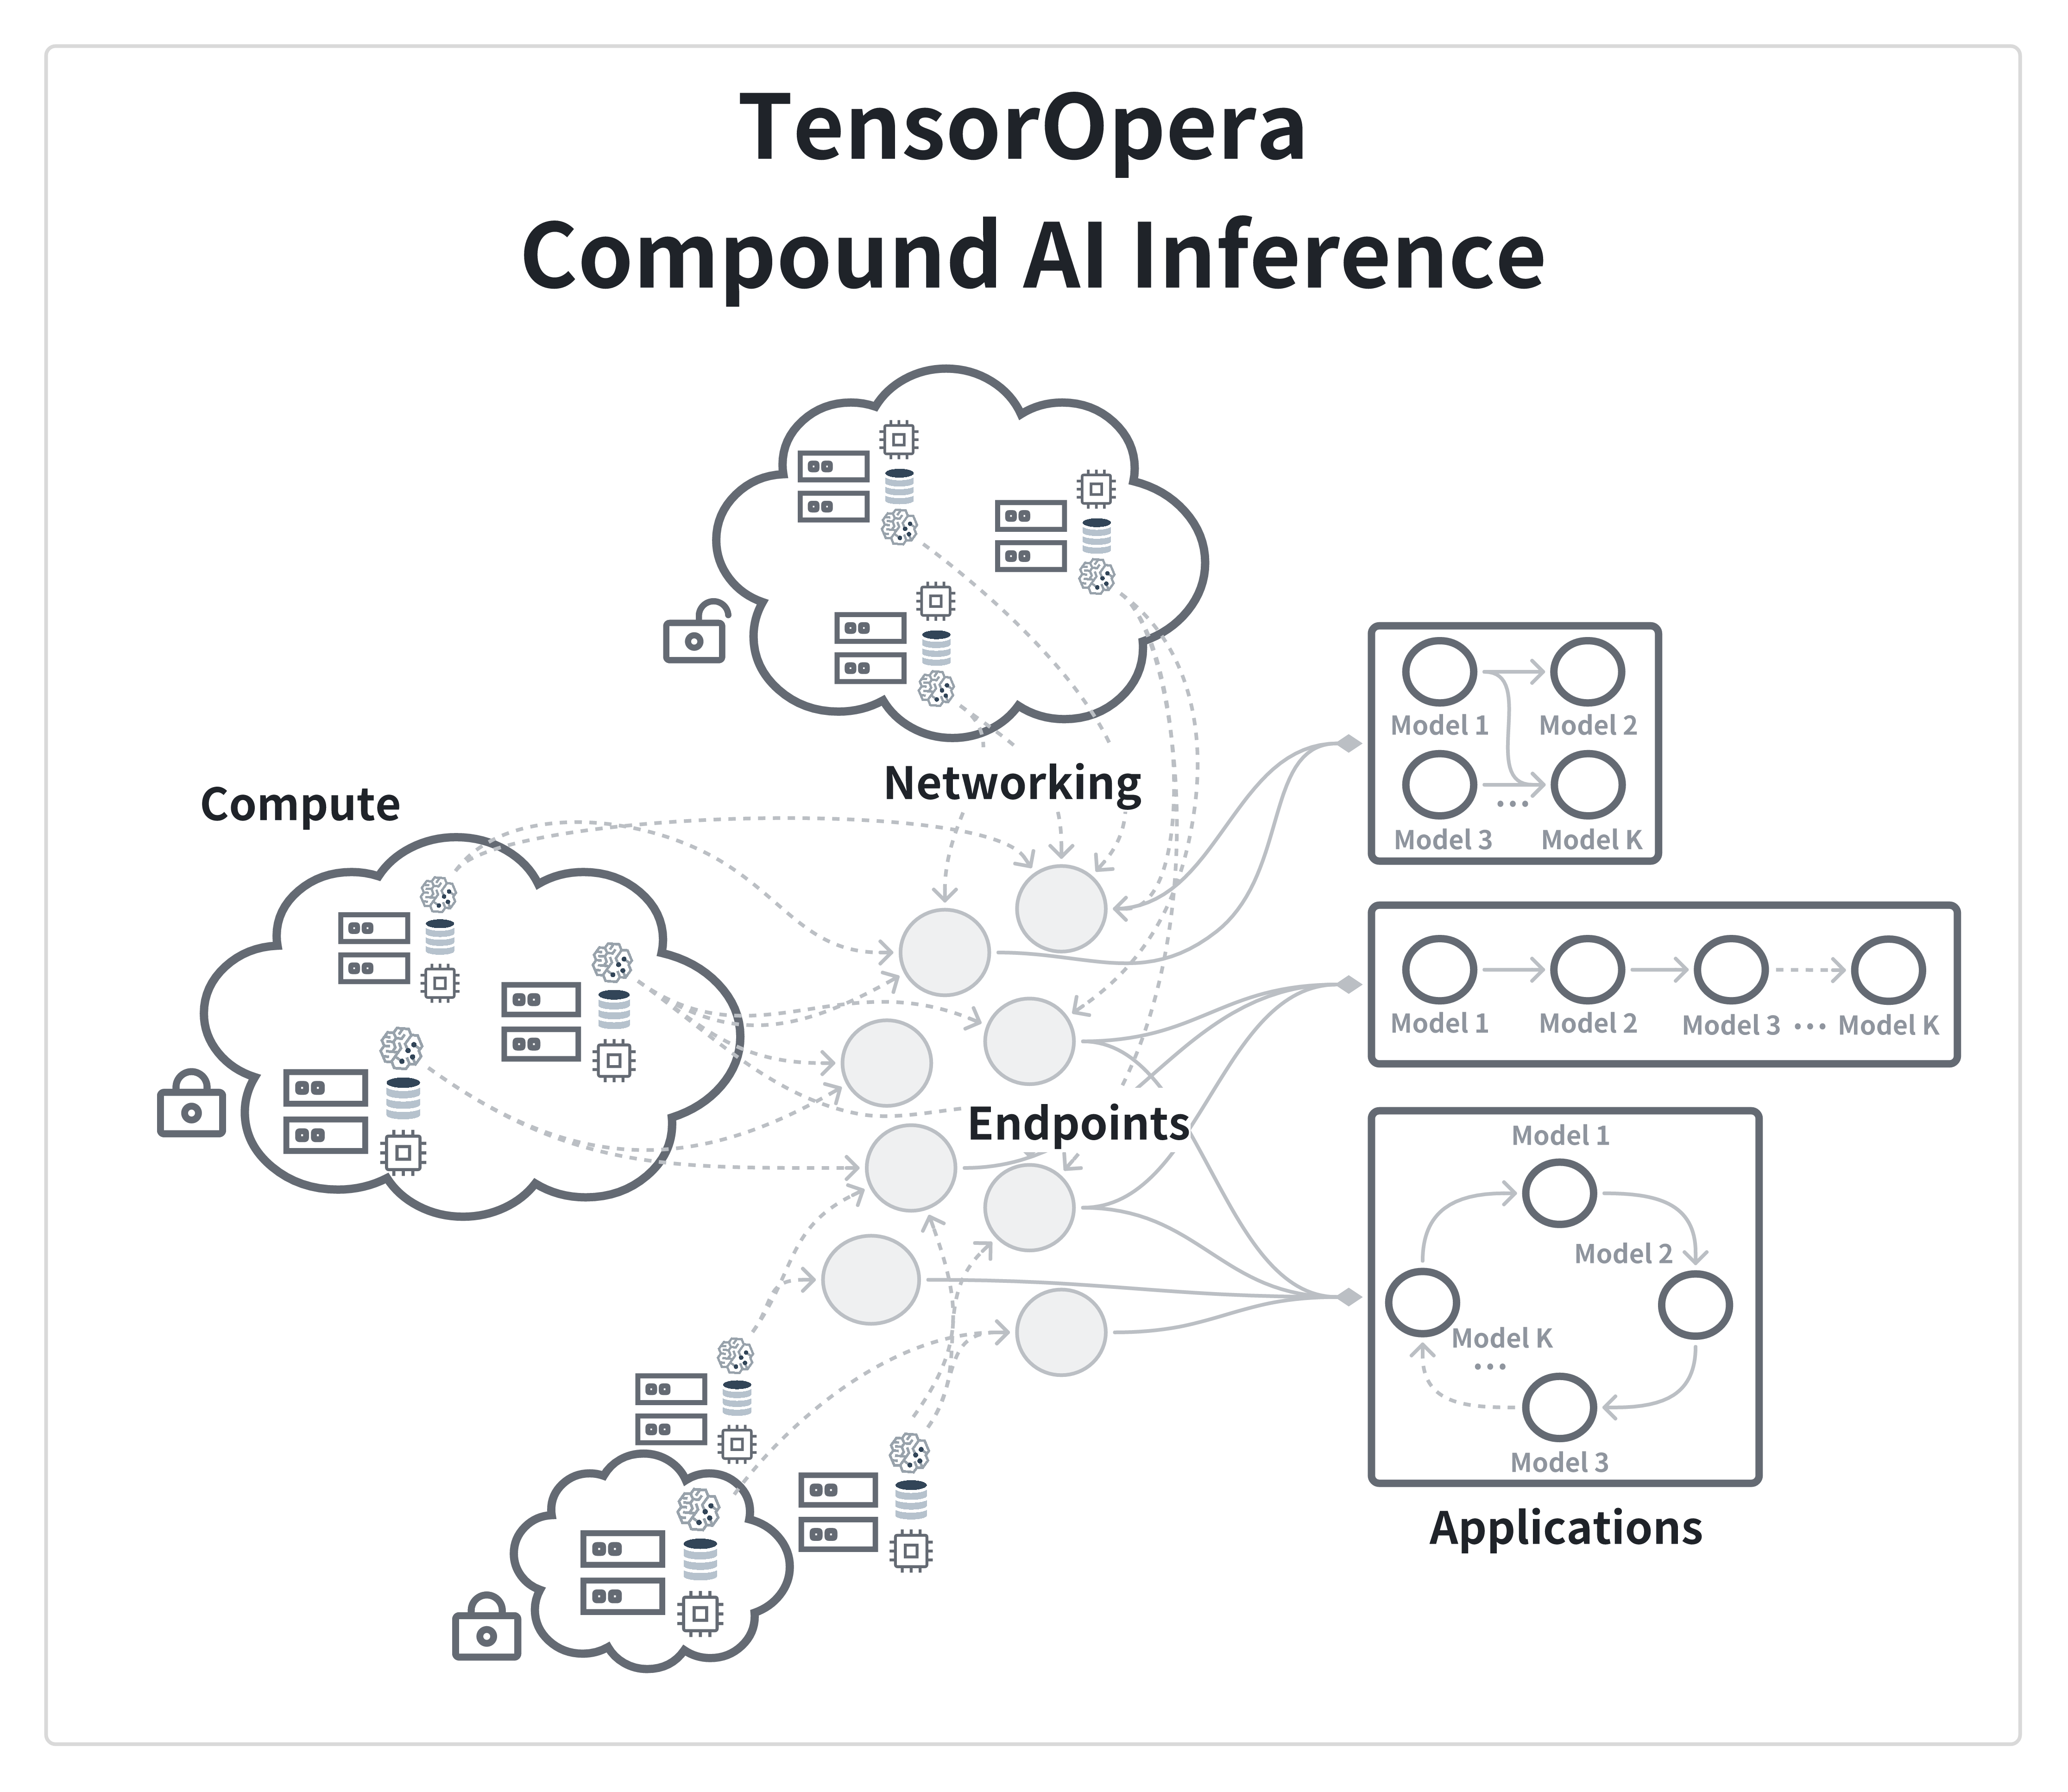 TensorOpera
Compound AI Inference
Networking
Compute
Endpoints
Model 1
Model 2
Model 3
...
Model K
Model 1
Model 2
Model 3 ... Model K
Model 1
Model 2
Model K
...
Model 3
Applications